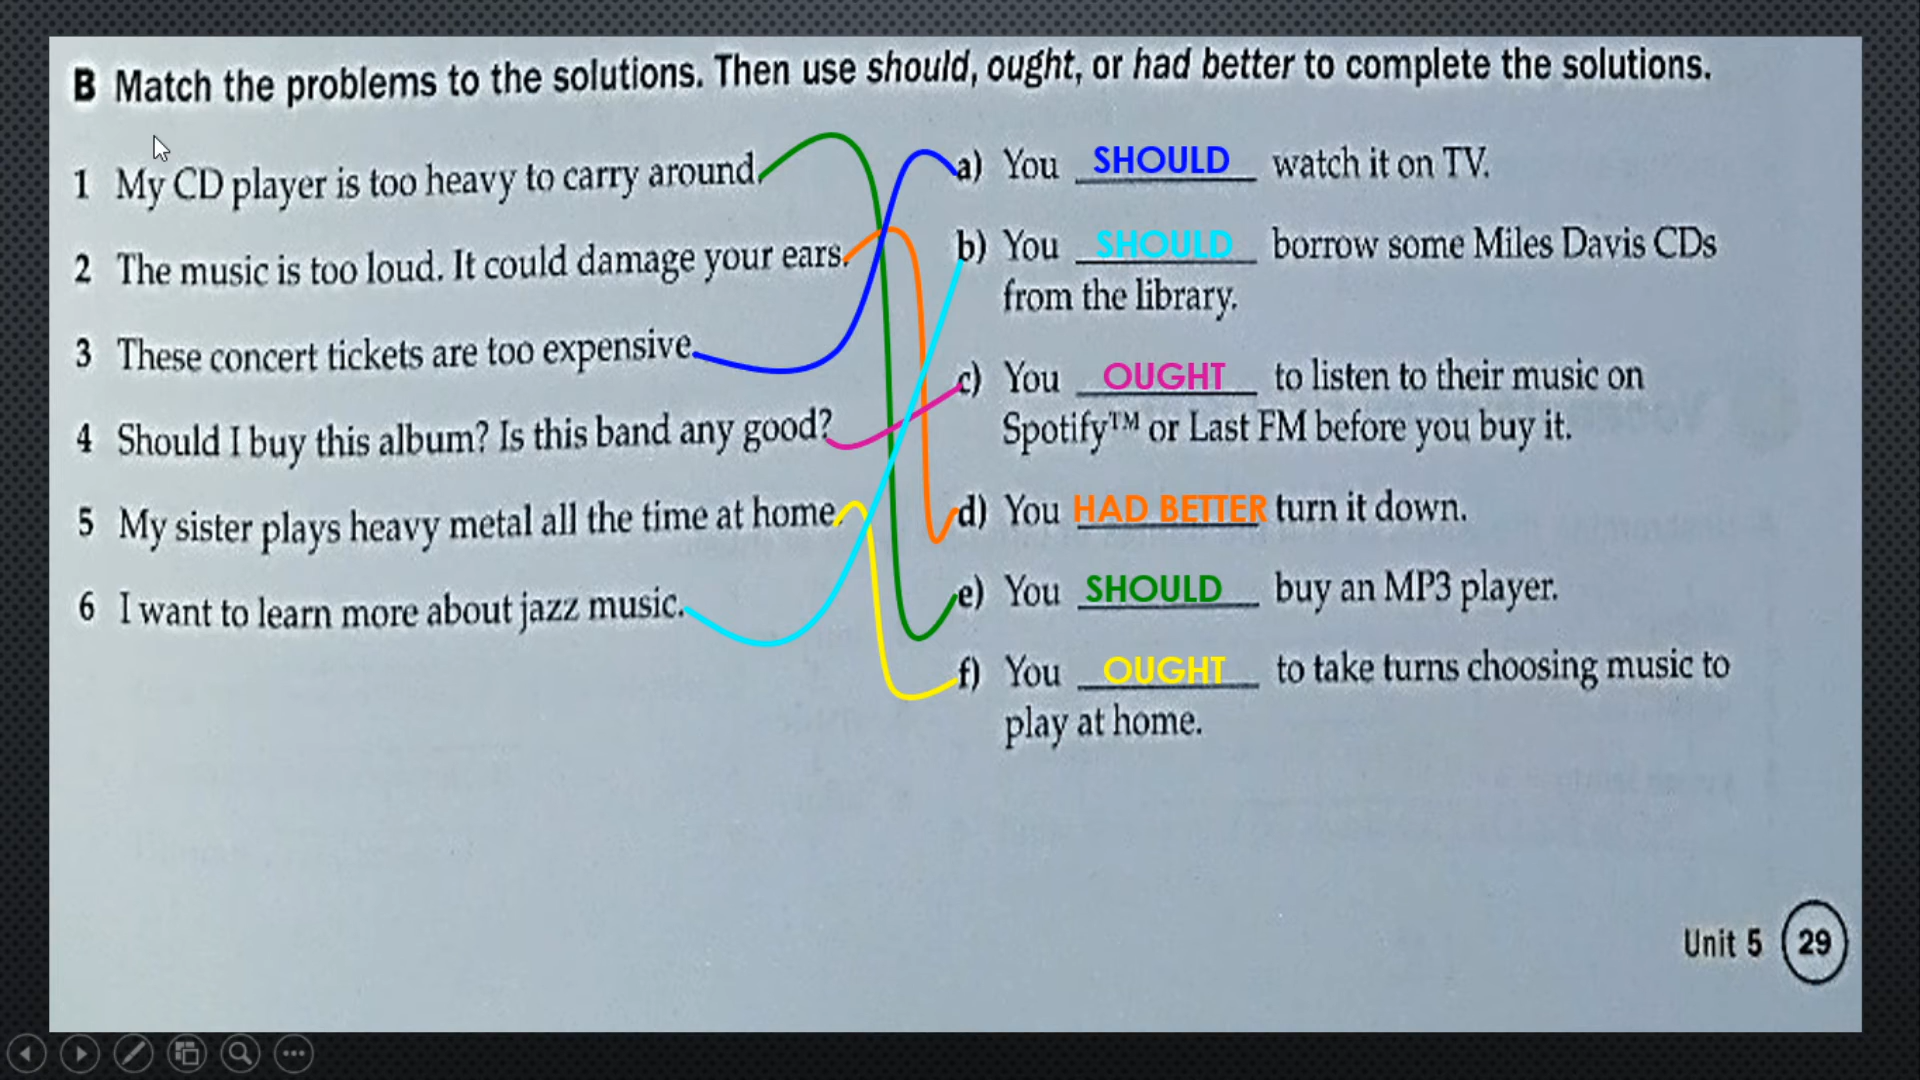 B Match the problems to the solutions. Then use should, ought, or had better to complete the solutions.
1 My CD player is too heavy to carry around.
2 The music is too loud. It could damage your ears.
3 These concert tickets are too expensive.
4 Should I buy this album? Is this band any good?
5 My sister plays heavy metal all the time at home.
6 I want to learn more about jazz music.
a) You SHOULD watch it on TV.
b) You SHOULD borrow some Miles Davis CDs
from the library.
c) You OUGHT to listen to their music on
Spotify™ or Last FM before you buy it.
d) You HAD BETTER turn it down.
e) You SHOULD buy an MP3 player.
f) You OUGHT to take turns choosing music to
play at home.
Unit 5 29